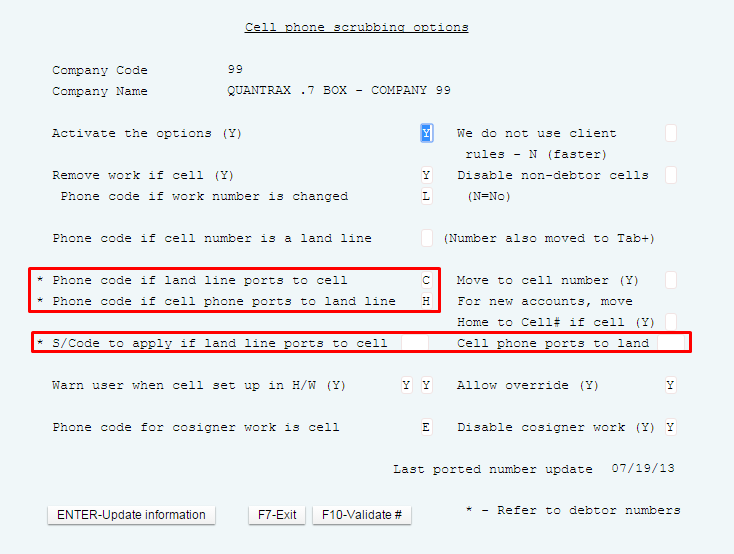 Cell phone scrubbing options
Company Code 99
Company Name QUANTRAX .7 BOX - COMPANY 99
Activate the options (Y) Y We do not use client
rules - N (faster)
Remove work if cell (Y) Y Disable non-debtor cells
Phone code if work number is changed L (N=No)
Phone code if cell number is a land line (Number also moved to Tab+)
* Phone code if land line ports to cell C Move to cell number (Y)
* Phone code if cell phone ports to land line H For new accounts, move
Home to Cell# if cell (Y)
* S/Code to apply if land line ports to cell Cell phone ports to land
Warn user when cell set up in H/W (Y) Y Y Allow override (Y) Y
Phone code for cosigner work is cell E Disable cosigner work (Y) Y
Last ported number update 07/19/13
ENTER-Update information F7-Exit F10-Validate # * - Refer to debtor numbers